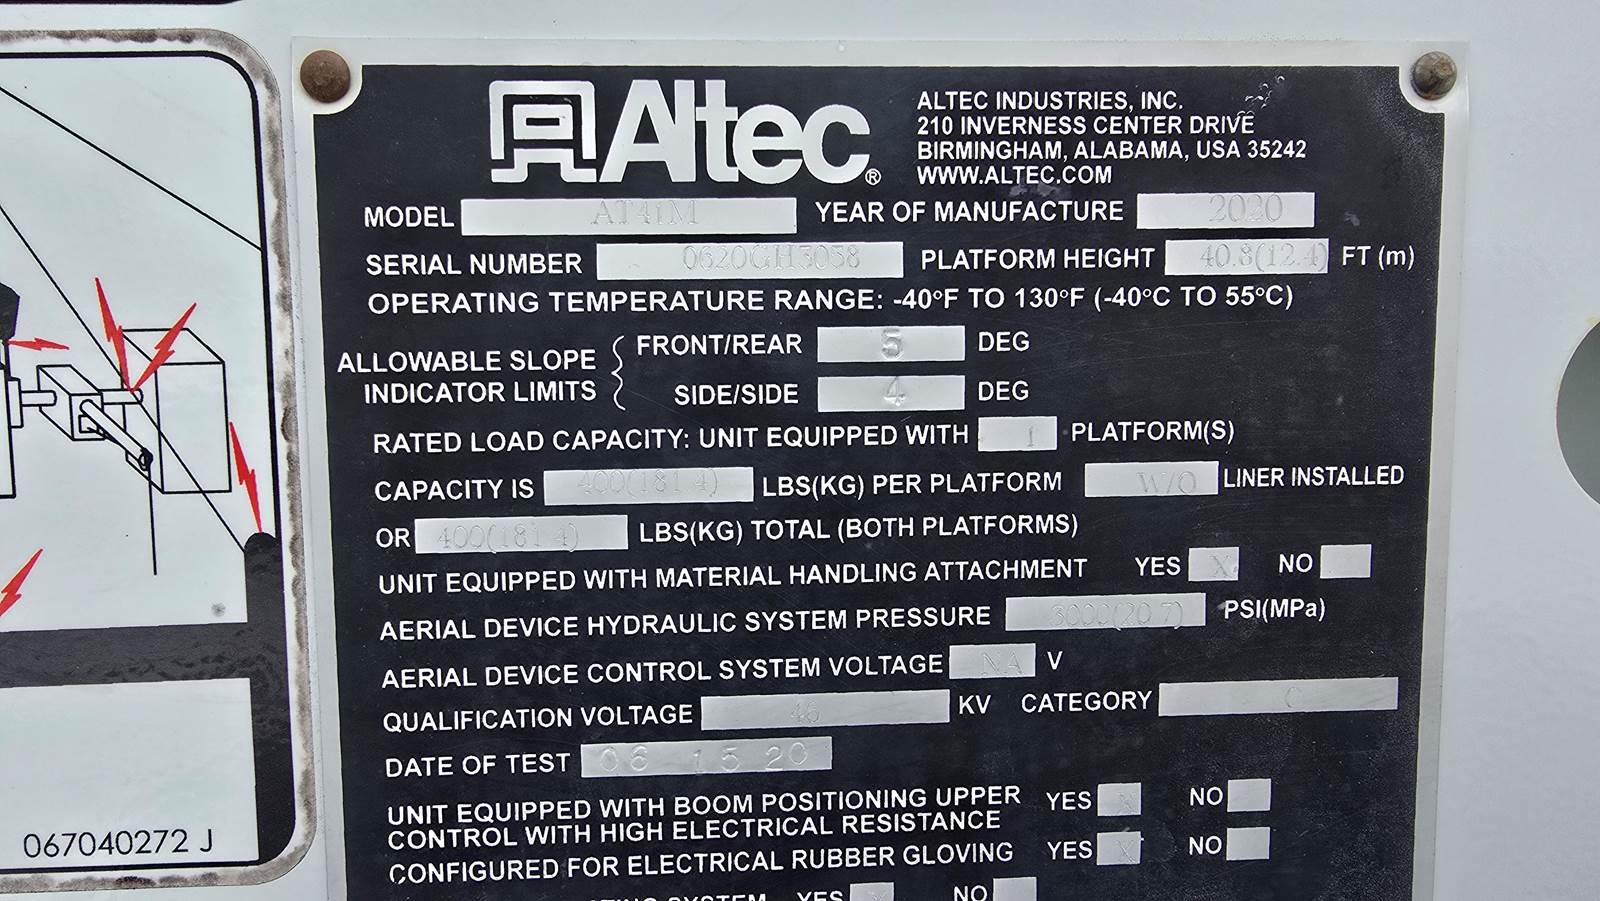 Altec®
ALTEC INDUSTRIES, INC.
210 INVERNESS CENTER DRIVE
BIRMINGHAM, ALABAMA, USA 35242
WWW.ALTEC.COM
MODEL AT41M YEAR OF MANUFACTURE 2020
SERIAL NUMBER 0620GH3058 PLATFORM HEIGHT 40.8(12.4) FT (m)
OPERATING TEMPERATURE RANGE: -40°F TO 130°F (-40°C TO 55°C)
ALLOWABLE SLOPE INDICATOR LIMITS { FRONT/REAR 5 DEG
SIDE/SIDE 4 DEG
RATED LOAD CAPACITY: UNIT EQUIPPED WITH 1 PLATFORM(S)
CAPACITY IS 400(181.4) LBS(KG) PER PLATFORM W/O LINER INSTALLED
OR 400(181.4) LBS(KG) TOTAL (BOTH PLATFORMS)
UNIT EQUIPPED WITH MATERIAL HANDLING ATTACHMENT YES X NO
AERIAL DEVICE HYDRAULIC SYSTEM PRESSURE 3000(20.7) PSI(MPa)
AERIAL DEVICE CONTROL SYSTEM VOLTAGE NA V
QUALIFICATION VOLTAGE 46 KV CATEGORY C
DATE OF TEST 06 15 20
UNIT EQUIPPED WITH BOOM POSITIONING UPPER
CONTROL WITH HIGH ELECTRICAL RESISTANCE YES X NO
CONFIGURED FOR ELECTRICAL RUBBER GLOVING YES X NO
SYSTEM YES NO
067040272 J